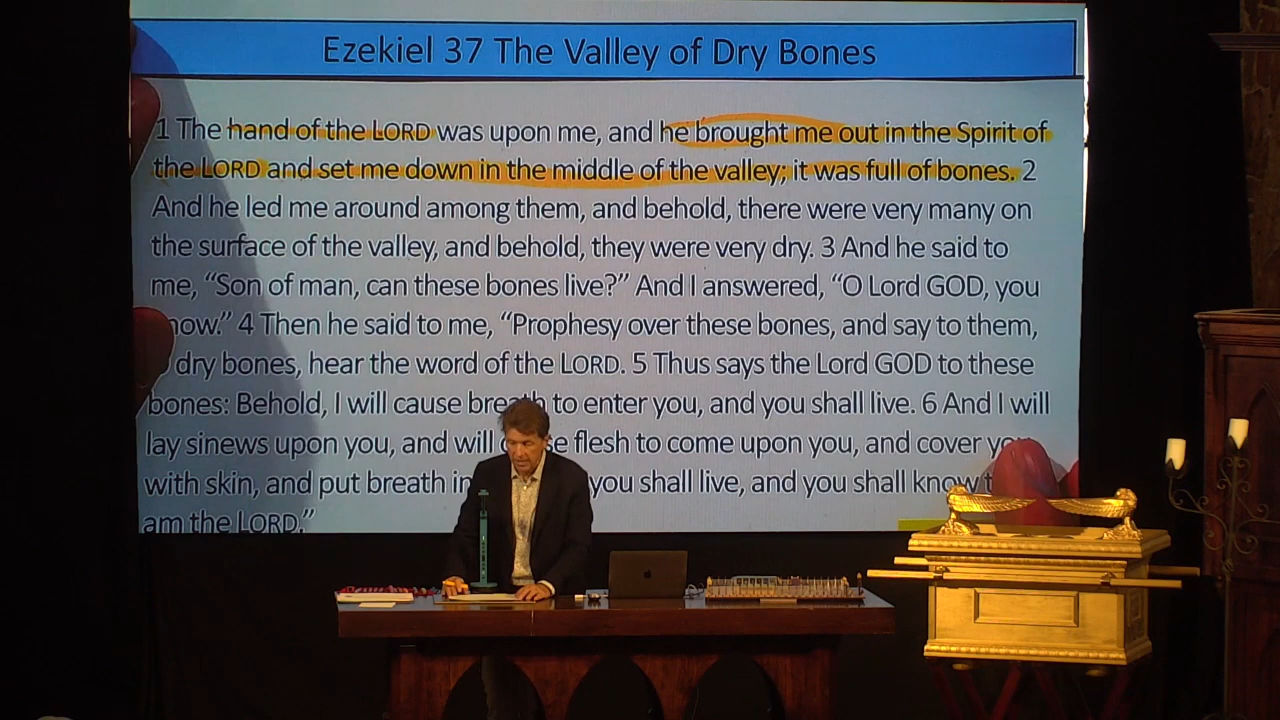 Ezekiel 37 The Valley of Dry Bones
1 The hand of the LORD was upon me, and he brought me out in the Spirit of
the LORD and set me down in the middle of the valley; it was full of bones. 2
And he led me around among them, and behold, there were very many on
the surface of the valley, and behold, they were very dry. 3 And he said to
me, “Son of man, can these bones live?” And I answered, “O Lord GOD, you
now.” 4 Then he said to me, “Prophesy over these bones, and say to them,
dry bones, hear the word of the LORD. 5 Thus says the Lord GOD to these
bones: Behold, I will cause breath to enter you, and you shall live. 6 And I will
lay sinews upon you, and will flesh to come upon you, and cover
with skin, and put breath in you shall live, and you shall know
am the LORD.”